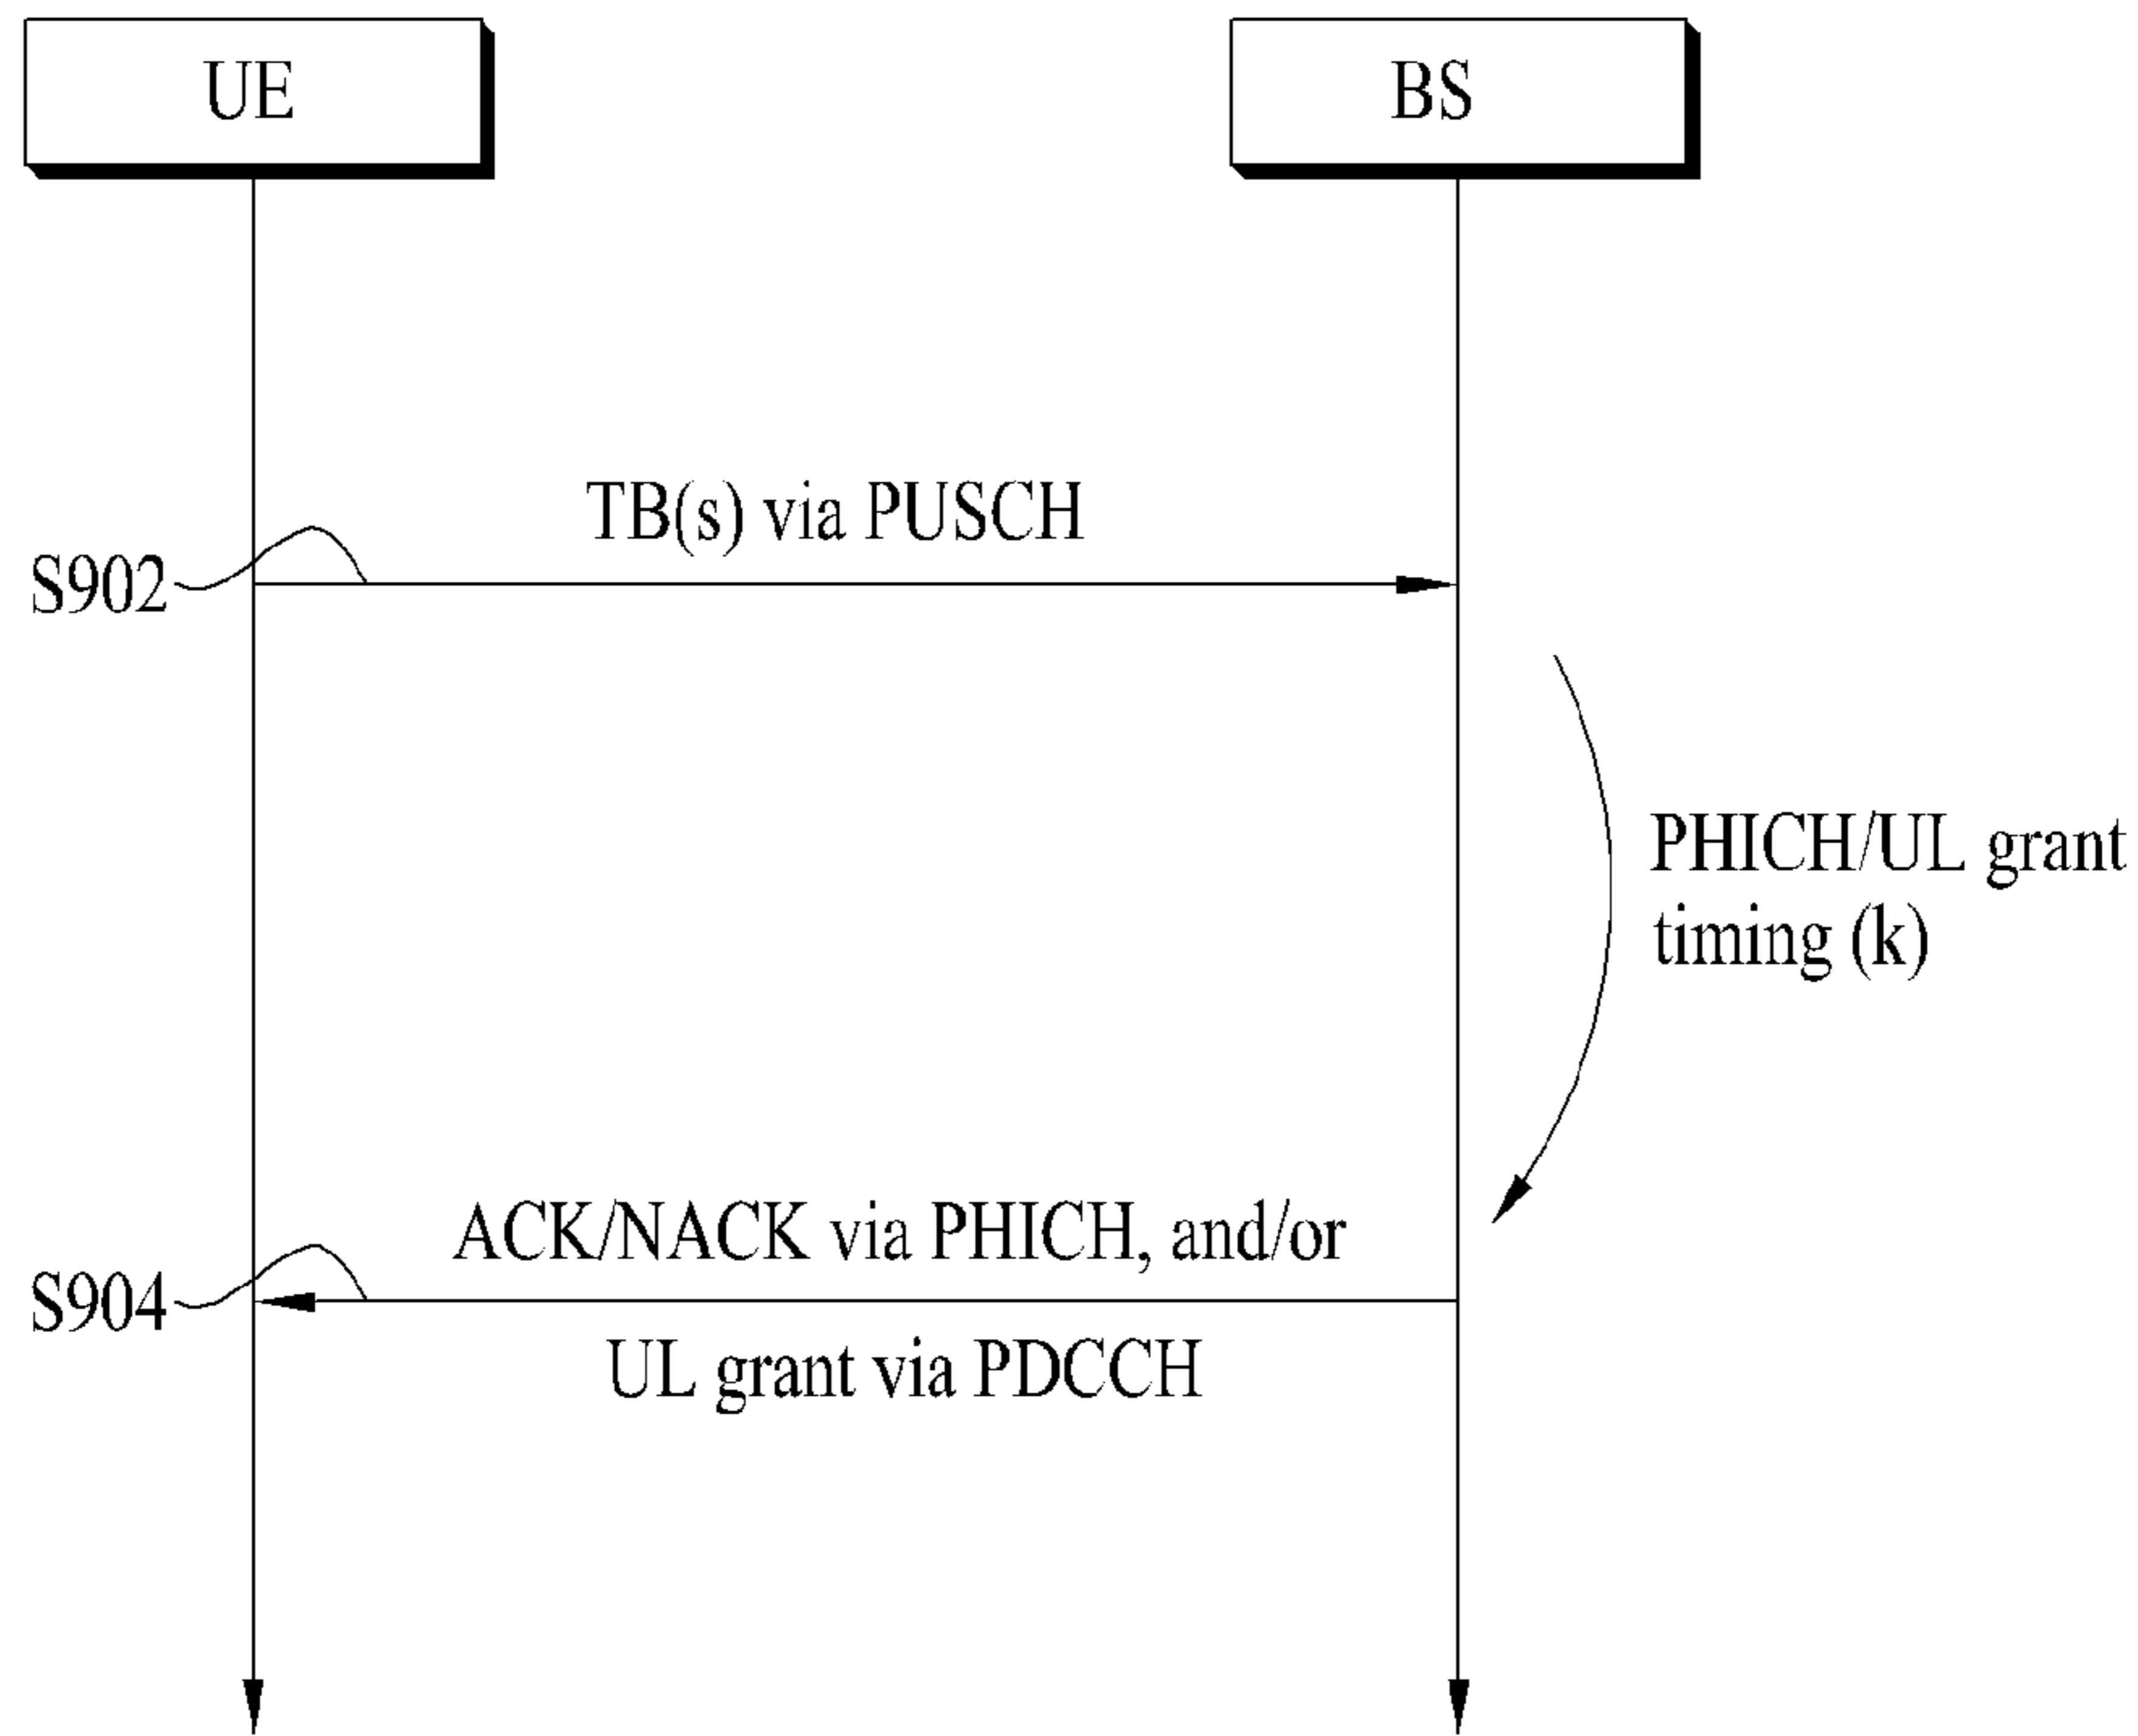 UE
BS
TB(s) via PUSCH
S902
PHICH/UL grant
timing (k)
ACK/NACK via PHICH, and/or
S904
UL grant via PDCCH